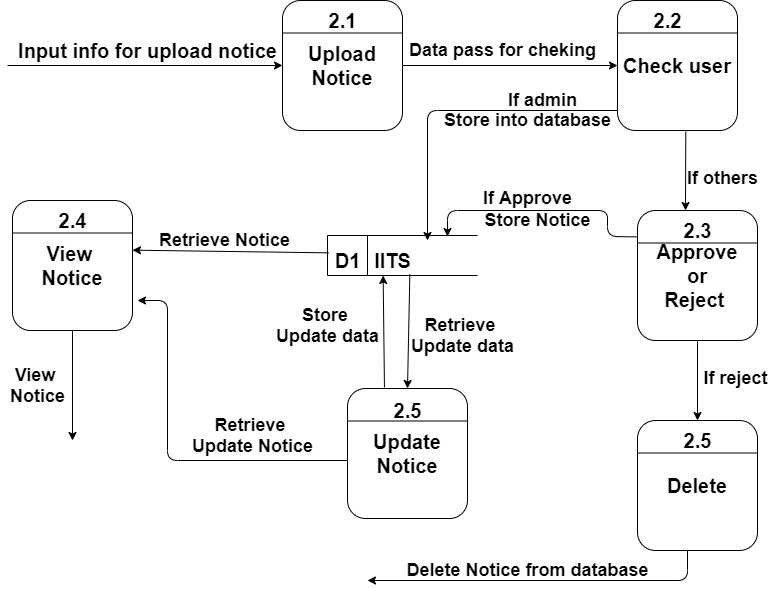 2.1
Upload
Notice
Input info for upload notice
Data pass for cheking
2.2
Check user
If admin
Store into database
If others
If Approve
Store Notice
2.3
Approve
or
Reject
2.4
View
Notice
Retrieve Notice
D1 IITS
Store
Update data
Retrieve
Update data
View
Notice
If reject
Retrieve
Update Notice
2.5
Update
Notice
2.5
Delete
Delete Notice from database